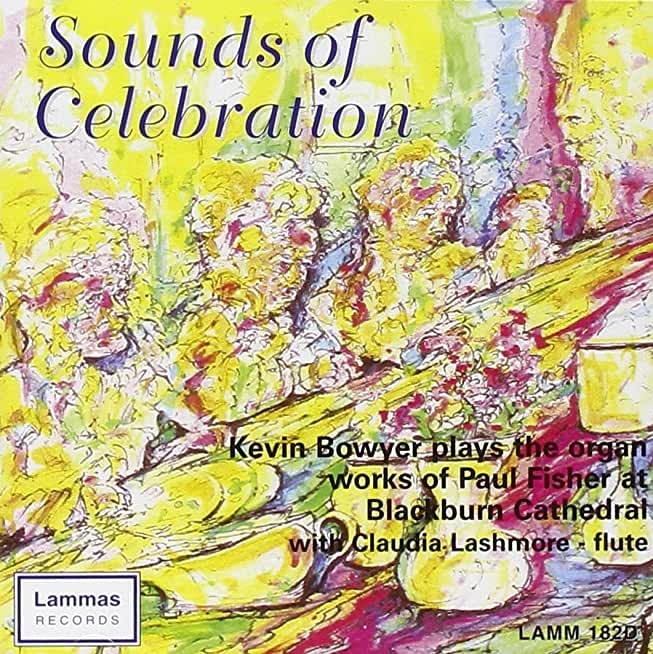 Sounds of
Celebration
Kevin Bowyer plays the organ
works of Paul Fisher at
Blackburn Cathedral
with Claudia Lashmore - flute
Lammas
RECORDS
LAMM 182D